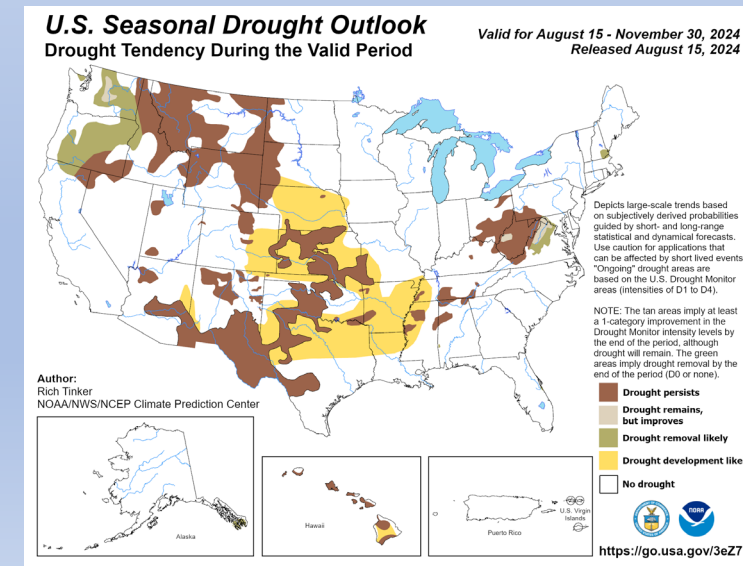 U.S. Seasonal Drought Outlook
Drought Tendency During the Valid Period
Valid for August 15 - November 30, 2024
Released August 15, 2024
Depicts large-scale trends based
on subjectively derived probabilities
guided by short- and long-range
statistical and dynamical forecasts.
Use caution for applications that
can be affected by short lived events.
"Ongoing" drought areas are
based on the U.S. Drought Monitor
areas (intensities of D1 to D4).
NOTE: The tan areas imply at least
a 1-category improvement in the
Drought Monitor intensity levels by
the end of the period, although
drought will remain. The green
areas imply drought removal by the
end of the period (D0 or none).
Author:
Rich Tinker
NOAA/NWS/NCEP Climate Prediction Center
Drought persists
Drought remains,
but improves
Drought removal likely
Drought development like
No drought
Alaska
Hawaii
Puerto Rico
U.S. Virgin
Islands
NOAA
https://go.usa.gov/3eZ7